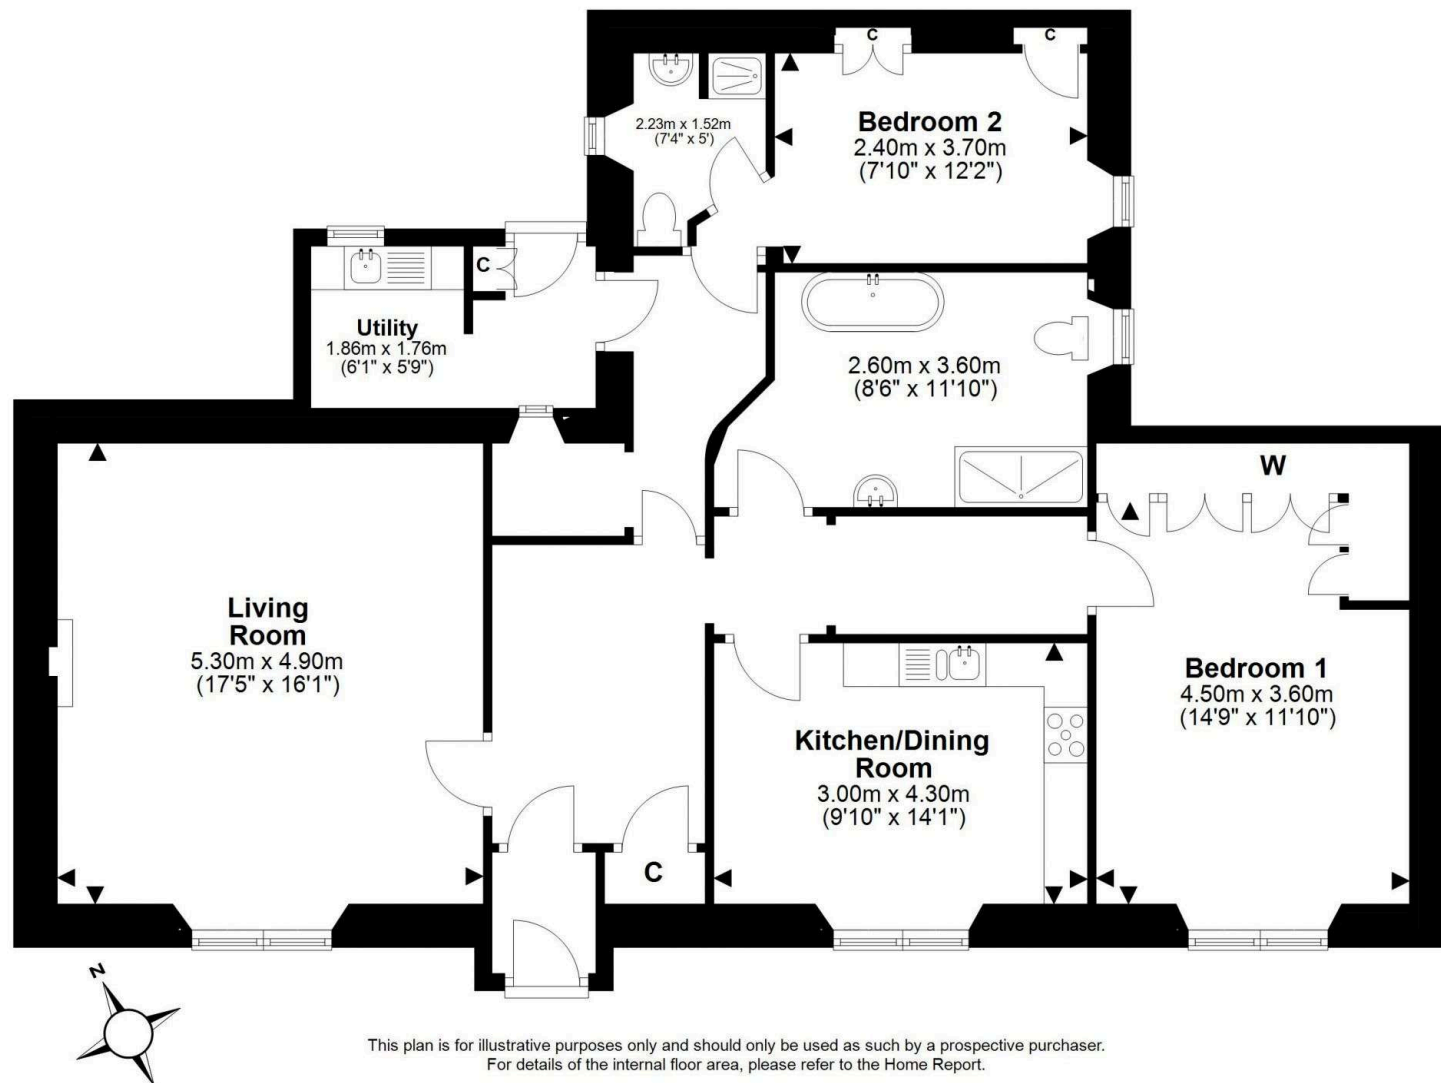 C
C
2.23m x 1.52m
(7'4" x 5')
Bedroom 2
2.40m x 3.70m
(7'10" x 12'2")
C
Utility
1.86m x 1.76m
(6'1" x 5'9")
2.60m x 3.60m
(8'6" x 11'10")
W
Living
Room
5.30m x 4.90m
(17'5" x 16'1")
Bedroom 1
4.50m x 3.60m
(14'9" x 11'10")
Kitchen/Dining
Room
3.00m x 4.30m
(9'10" x 14'1")
C
N
This plan is for illustrative purposes only and should only be used as such by a prospective purchaser.
For details of the internal floor area, please refer to the Home Report.